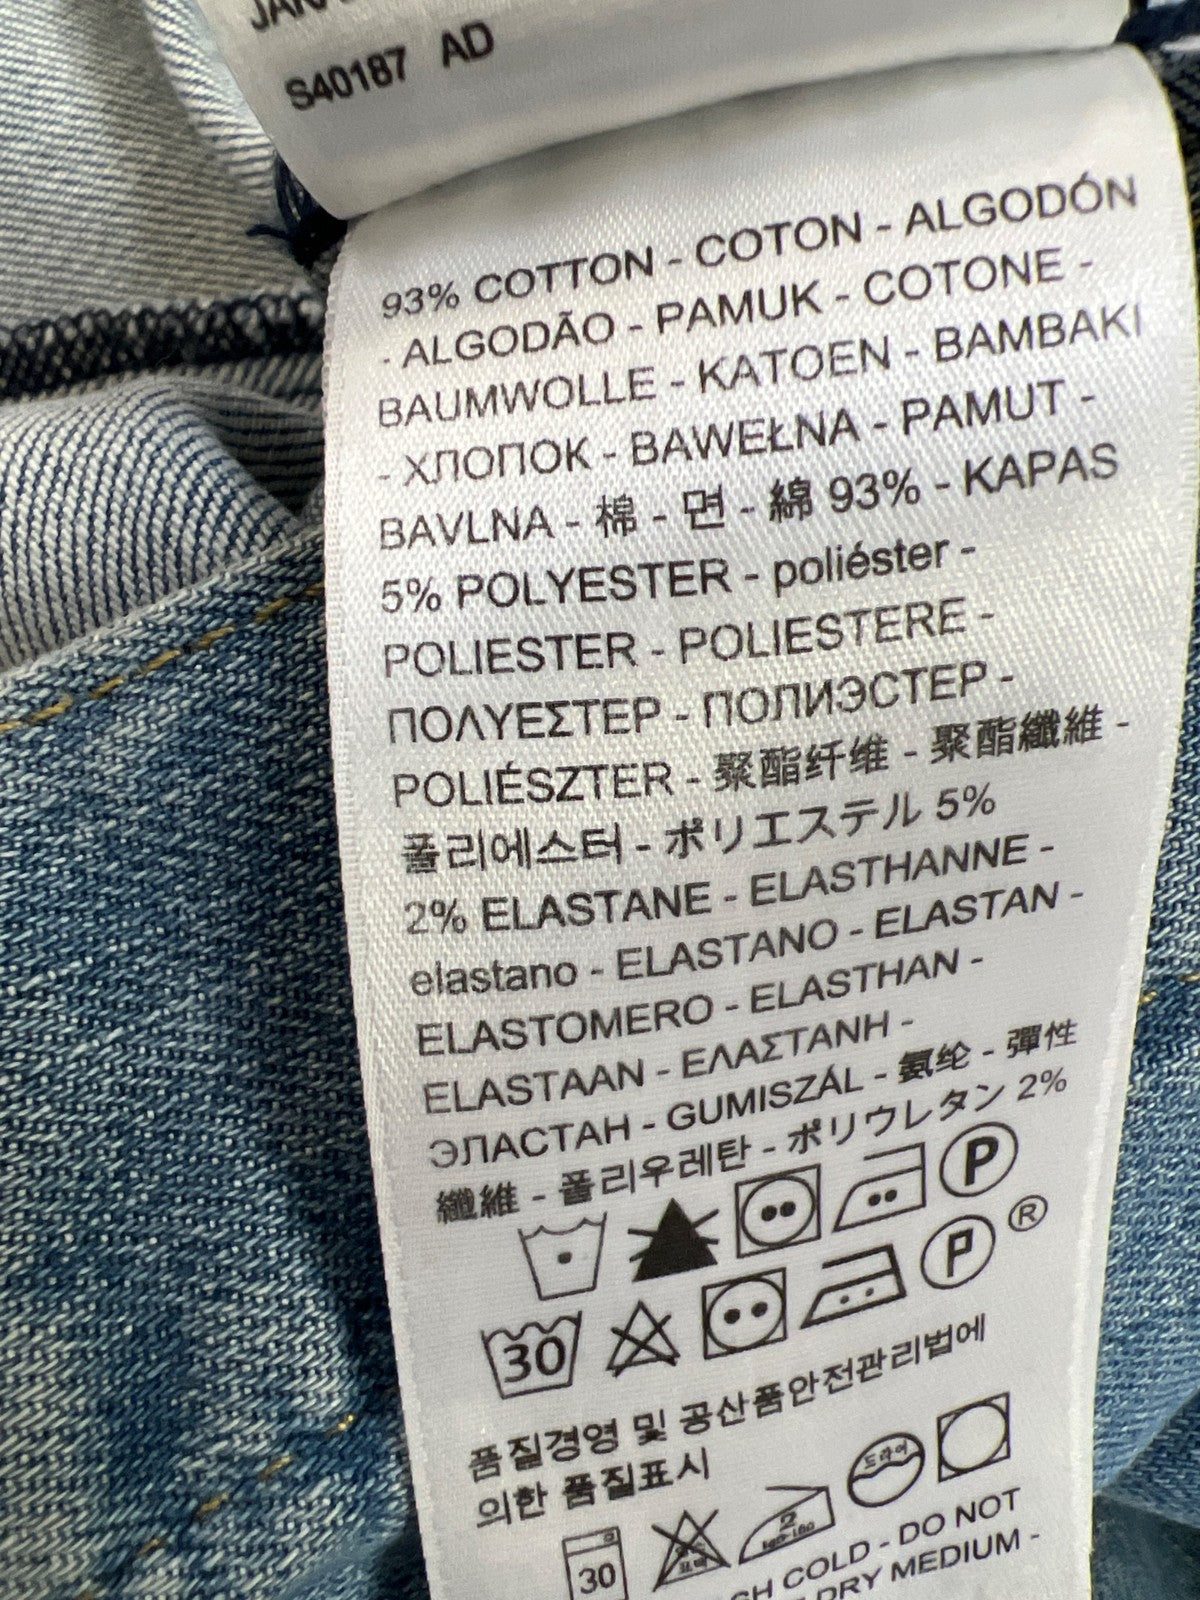 S40187 AD
93% COTTON - COTON - ALGODÓN
- ALGODÃO - PAMUK - COTONE -
BAUMWOLLE - KATOEN - BAMBAKI
- ХЛОПОК - BAWEŁNA - PAMUT -
BAVLNA - 棉 - 면 - 綿 93% - KAPAS
5% POLYESTER - poliéster -
POLIESTER - POLIESTERE -
ΠΟΛΥΕΣΤΕΡ - ПОЛИЭСТЕР -
POLIÉSZTER - 聚酯纤维 - 聚酯纖維 -
폴리에스터 - ポリエステル 5%
2% ELASTANE - ELASTHANNE -
elastano - ELASTANO - ELASTAN -
ELASTOMERO - ELASTHAN -
ELASTAAN - ΕΛΑΣΤΑΝΗ -
ЭЛАСТАН - GUMISZÁL - 氨纶 - 彈性
纖維 - 폴리우레탄 - ポリウレタン 2%
P
30 P ®
품질경영 및 공산품안전관리법에
의한 품질표시
30 드라이
COLD - DO NOT
DRY MEDIUM -